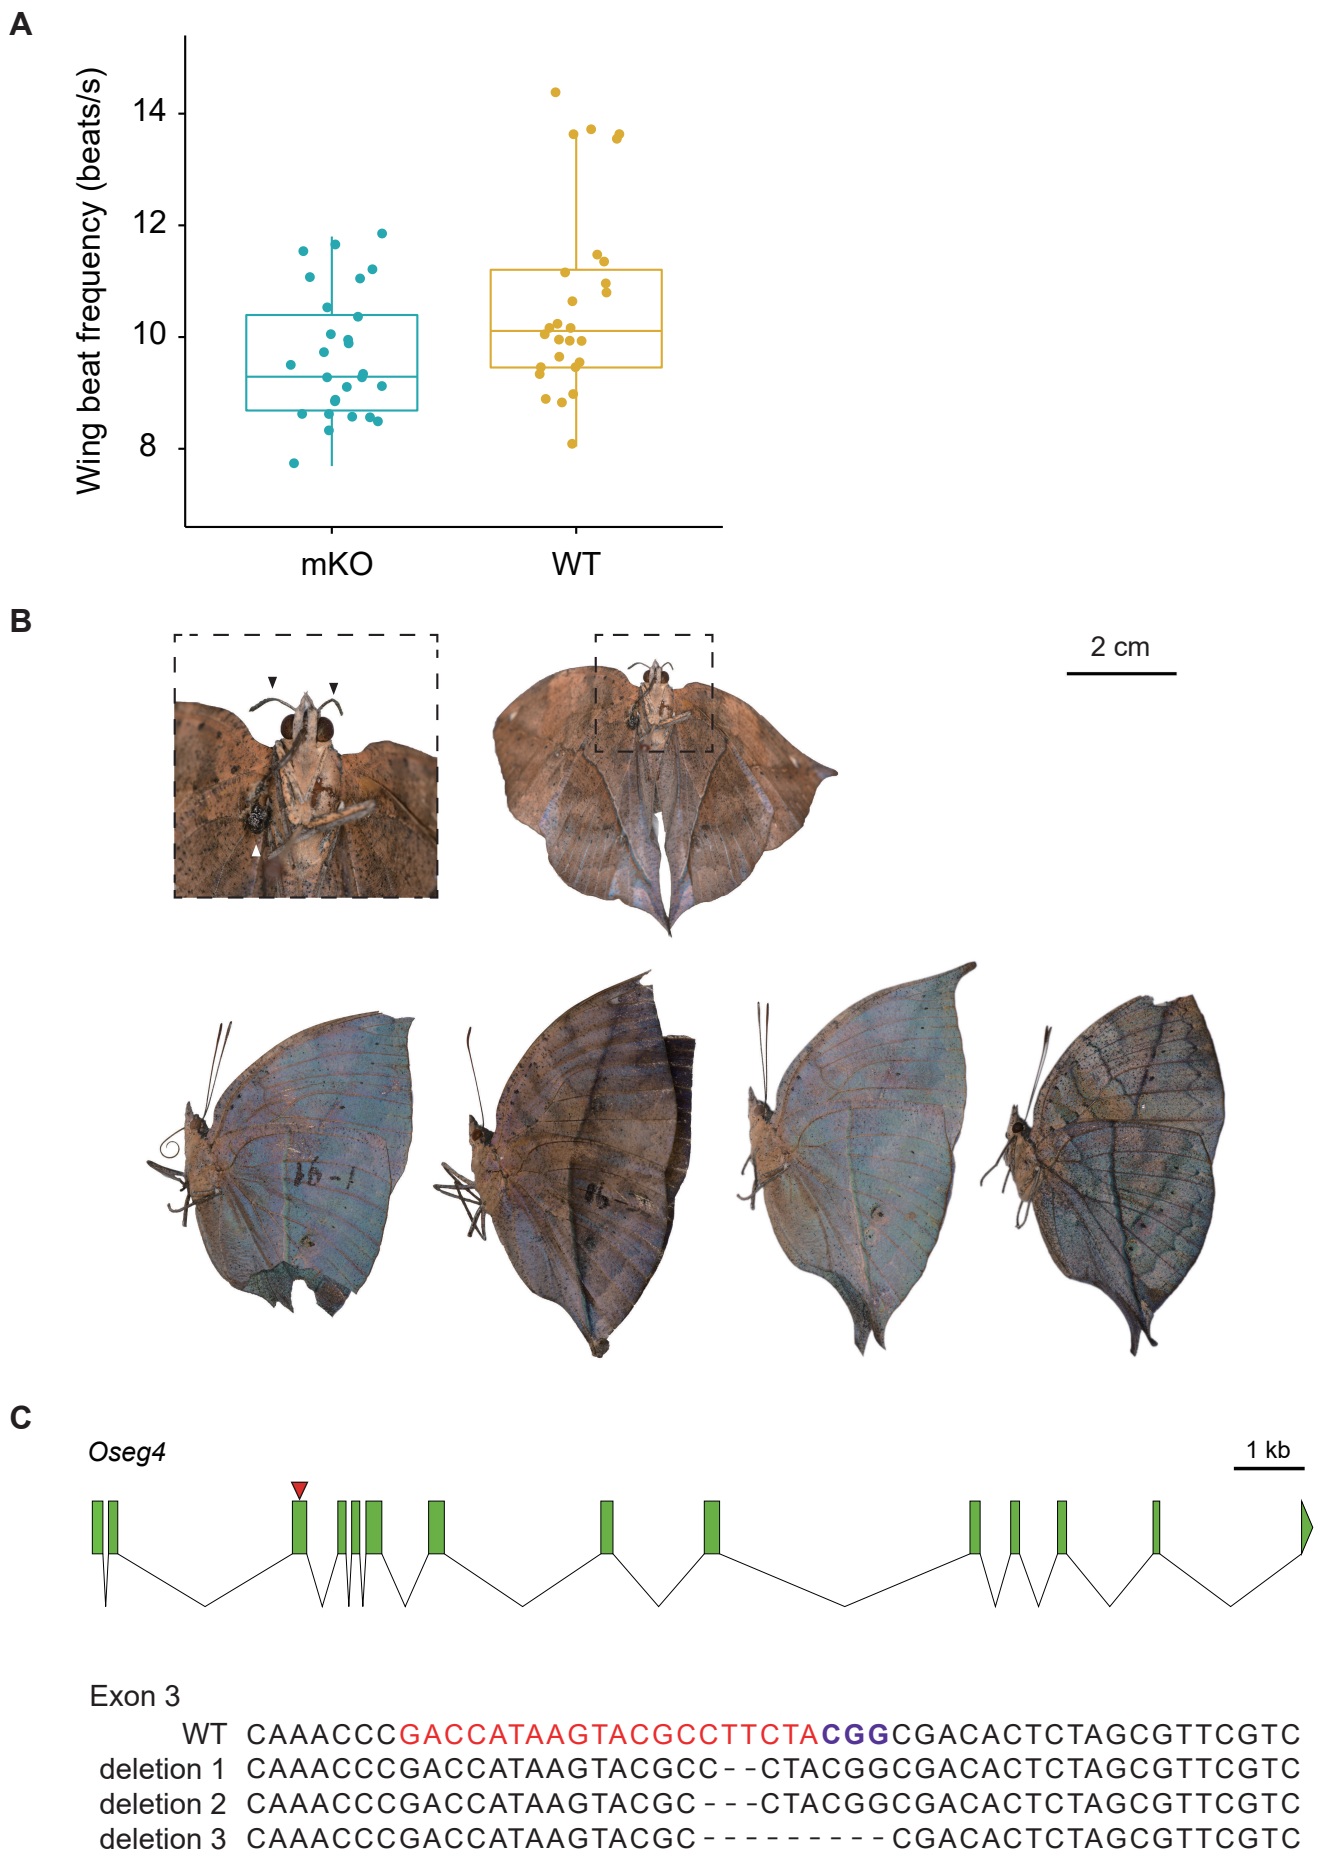 A
Wing beat frequency (beats/s)
14
12
10
8
mKO WT
B
2 cm
C
Oseg4
1 kb
Exon 3
WT CAAACCCGACCATAAGTACGCCTTCTACGGCGACACTCTAGCGTTCGTC
deletion 1 CAAACCCGACCATAAGTACGCC--CTACGGCGACACTCTAGCGTTCGTC
deletion 2 CAAACCCGACCATAAGTACGC---CTACGGCGACACTCTAGCGTTCGTC
deletion 3 CAAACCCGACCATAAGTACGC---------CGACACTCTAGCGTTCGTC